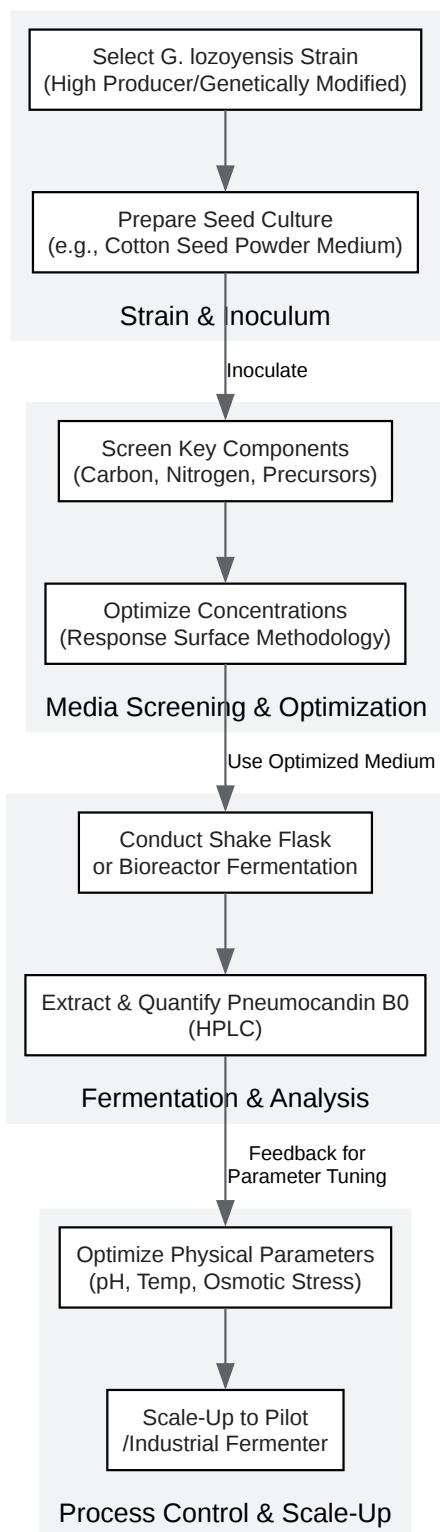 Select G. lozoyensis Strain
(High Producer/Genetically Modified)
Prepare Seed Culture
(e.g., Cotton Seed Powder Medium)
Strain & Inoculum
Inoculate
Screen Key Components
(Carbon, Nitrogen, Precursors)
Optimize Concentrations
(Response Surface Methodology)
Media Screening & Optimization
Use Optimized Medium
Conduct Shake Flask
or Bioreactor Fermentation
Extract & Quantify Pneumocandin B0
(HPLC)
Fermentation & Analysis
Feedback for
Parameter Tuning
Optimize Physical Parameters
(pH, Temp, Osmotic Stress)
Scale-Up to Pilot
/Industrial Fermenter
Process Control & Scale-Up